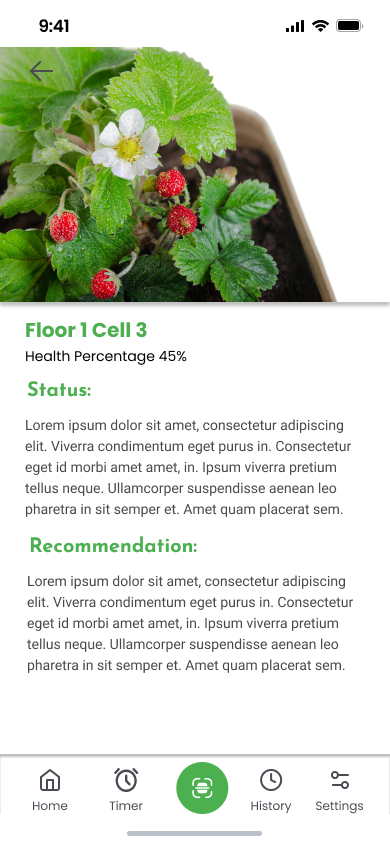 9:41
Floor 1 Cell 3
Health Percentage 45%
Status:
Lorem ipsum dolor sit amet, consectetur adipiscing
elit. Viverra condimentum eget purus in. Consectetur
eget id morbi amet amet, in. Ipsum viverra pretium
tellus neque. Ullamcorper suspendisse aenean leo
pharetra in sit semper et. Amet quam placerat sem.
Recommendation:
Lorem ipsum dolor sit amet, consectetur adipiscing
elit. Viverra condimentum eget purus in. Consectetur
eget id morbi amet amet, in. Ipsum viverra pretium
tellus neque. Ullamcorper suspendisse aenean leo
pharetra in sit semper et. Amet quam placerat sem.
Home Timer History Settings